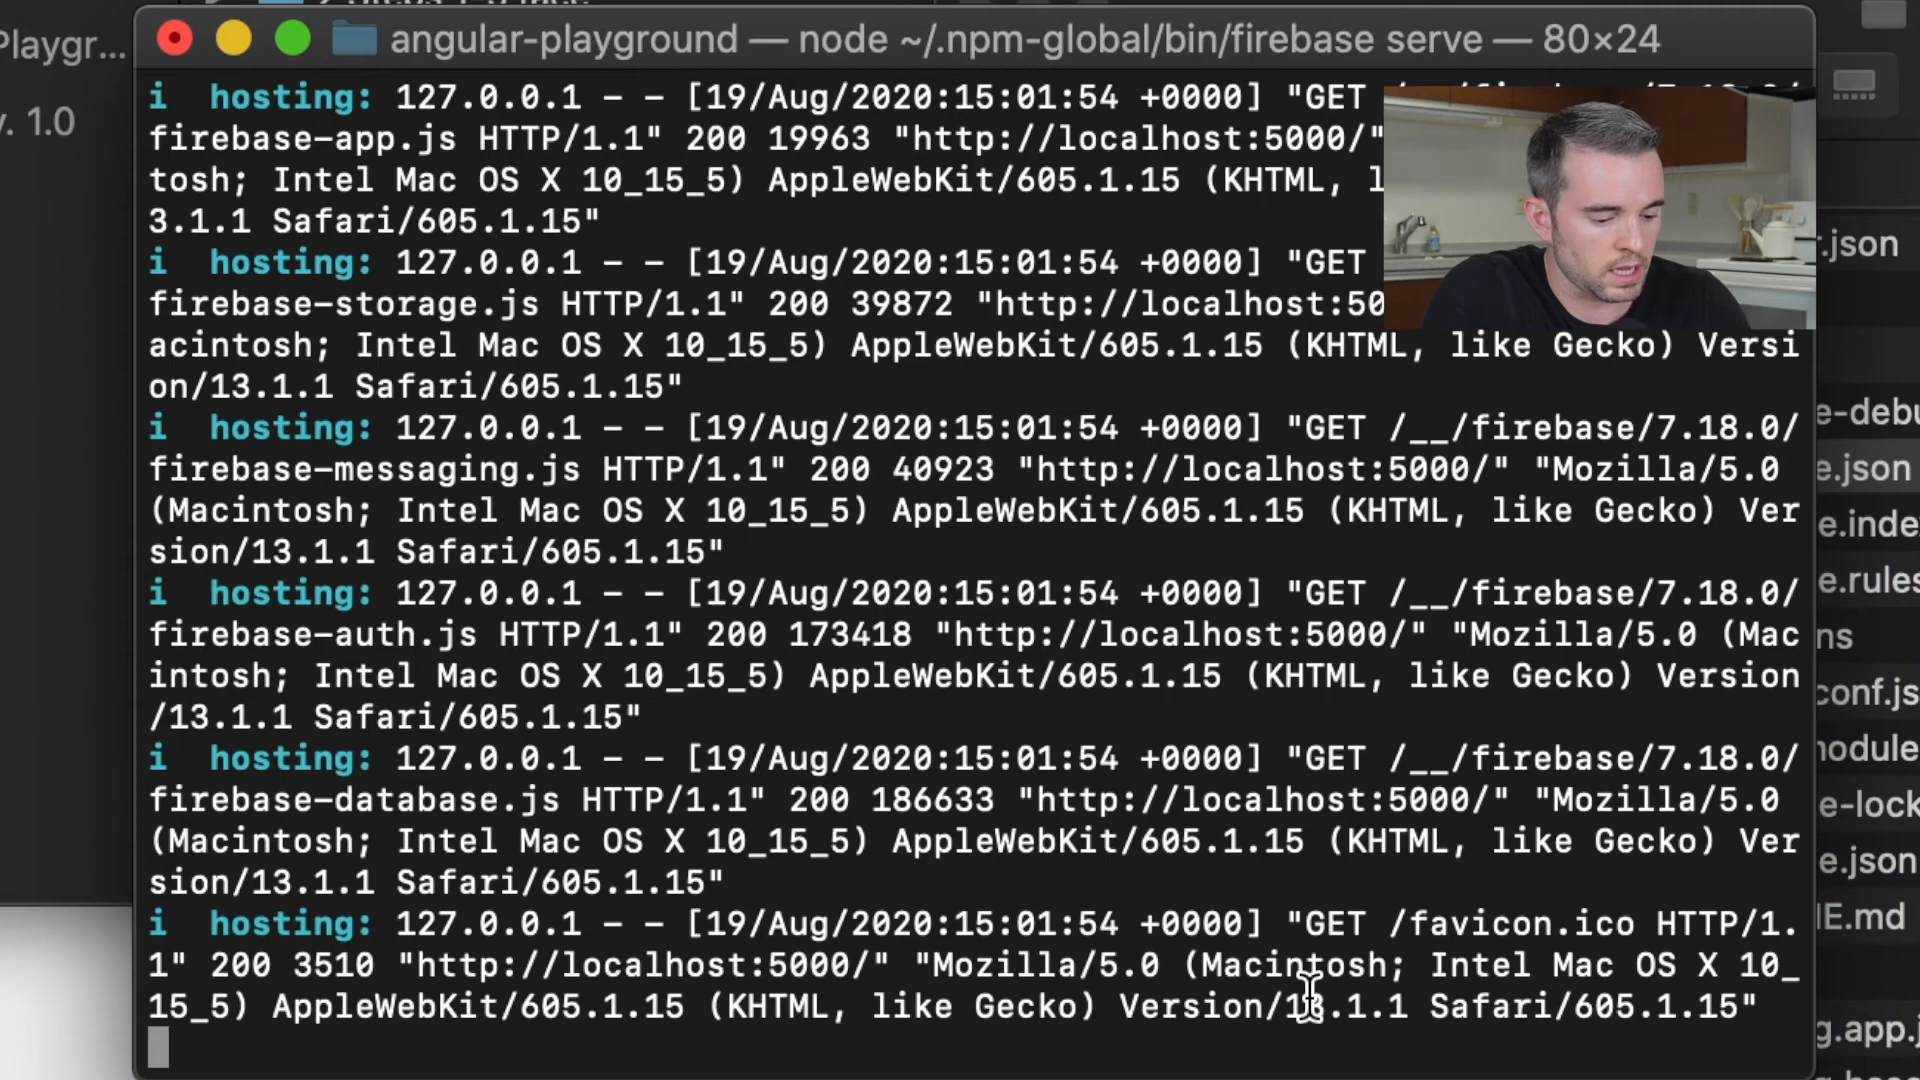 Playgr...
v. 1.0
angular-playground — node ~/.npm-global/bin/firebase serve — 80×24
i hosting: 127.0.0.1 - - [19/Aug/2020:15:01:54 +0000] "GET
firebase-app.js HTTP/1.1" 200 19963 "http://localhost:5000/"
tosh; Intel Mac OS X 10_15_5) AppleWebKit/605.1.15 (KHTML, l
3.1.1 Safari/605.1.15"
i hosting: 127.0.0.1 - - [19/Aug/2020:15:01:54 +0000] "GET
firebase-storage.js HTTP/1.1" 200 39872 "http://localhost:50
acintosh; Intel Mac OS X 10_15_5) AppleWebKit/605.1.15 (KHTML, like Gecko) Versi
on/13.1.1 Safari/605.1.15"
i hosting: 127.0.0.1 - - [19/Aug/2020:15:01:54 +0000] "GET /__/firebase/7.18.0/
firebase-messaging.js HTTP/1.1" 200 40923 "http://localhost:5000/" "Mozilla/5.0
(Macintosh; Intel Mac OS X 10_15_5) AppleWebKit/605.1.15 (KHTML, like Gecko) Ver
sion/13.1.1 Safari/605.1.15"
i hosting: 127.0.0.1 - - [19/Aug/2020:15:01:54 +0000] "GET /__/firebase/7.18.0/
firebase-auth.js HTTP/1.1" 200 173418 "http://localhost:5000/" "Mozilla/5.0 (Mac
intosh; Intel Mac OS X 10_15_5) AppleWebKit/605.1.15 (KHTML, like Gecko) Version
/13.1.1 Safari/605.1.15"
i hosting: 127.0.0.1 - - [19/Aug/2020:15:01:54 +0000] "GET /__/firebase/7.18.0/
firebase-database.js HTTP/1.1" 200 186633 "http://localhost:5000/" "Mozilla/5.0
(Macintosh; Intel Mac OS X 10_15_5) AppleWebKit/605.1.15 (KHTML, like Gecko) Ver
sion/13.1.1 Safari/605.1.15"
i hosting: 127.0.0.1 - - [19/Aug/2020:15:01:54 +0000] "GET /favicon.ico HTTP/1.
1" 200 3510 "http://localhost:5000/" "Mozilla/5.0 (Macintosh; Intel Mac OS X 10_
15_5) AppleWebKit/605.1.15 (KHTML, like Gecko) Version/13.1.1 Safari/605.1.15"
r.json
e-debu
e.json
e.index
e.rules
ns
conf.js
nodule
e-lock
e.json
E.md
g.app.j